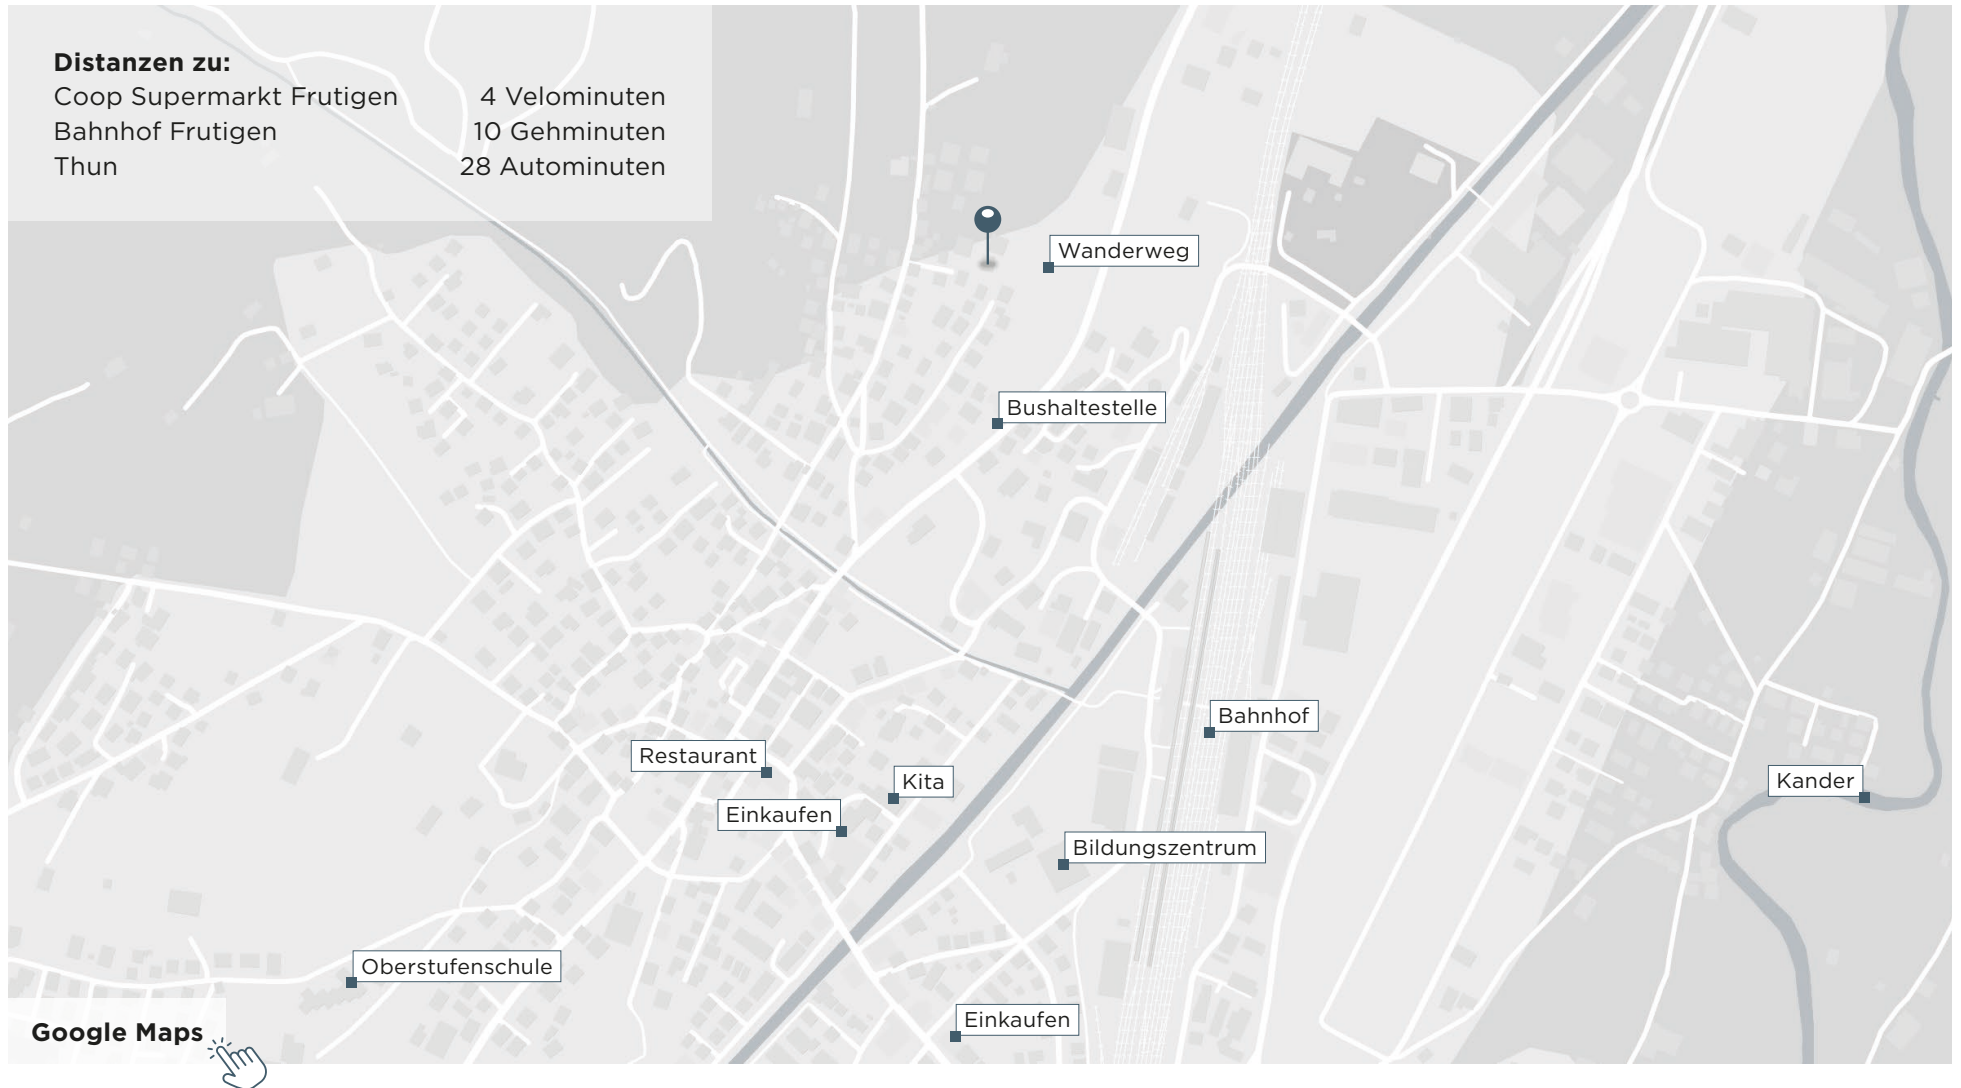 Distanzen zu:
Coop Supermarkt Frutigen 4 Velominuten
Bahnhof Frutigen 10 Gehminuten
Thun 28 Autominuten
Wanderweg
Bushaltestelle
Bahnhof
Restaurant
Kita
Kander
Einkaufen
Bildungszentrum
Oberstufenschule
Einkaufen
Google Maps